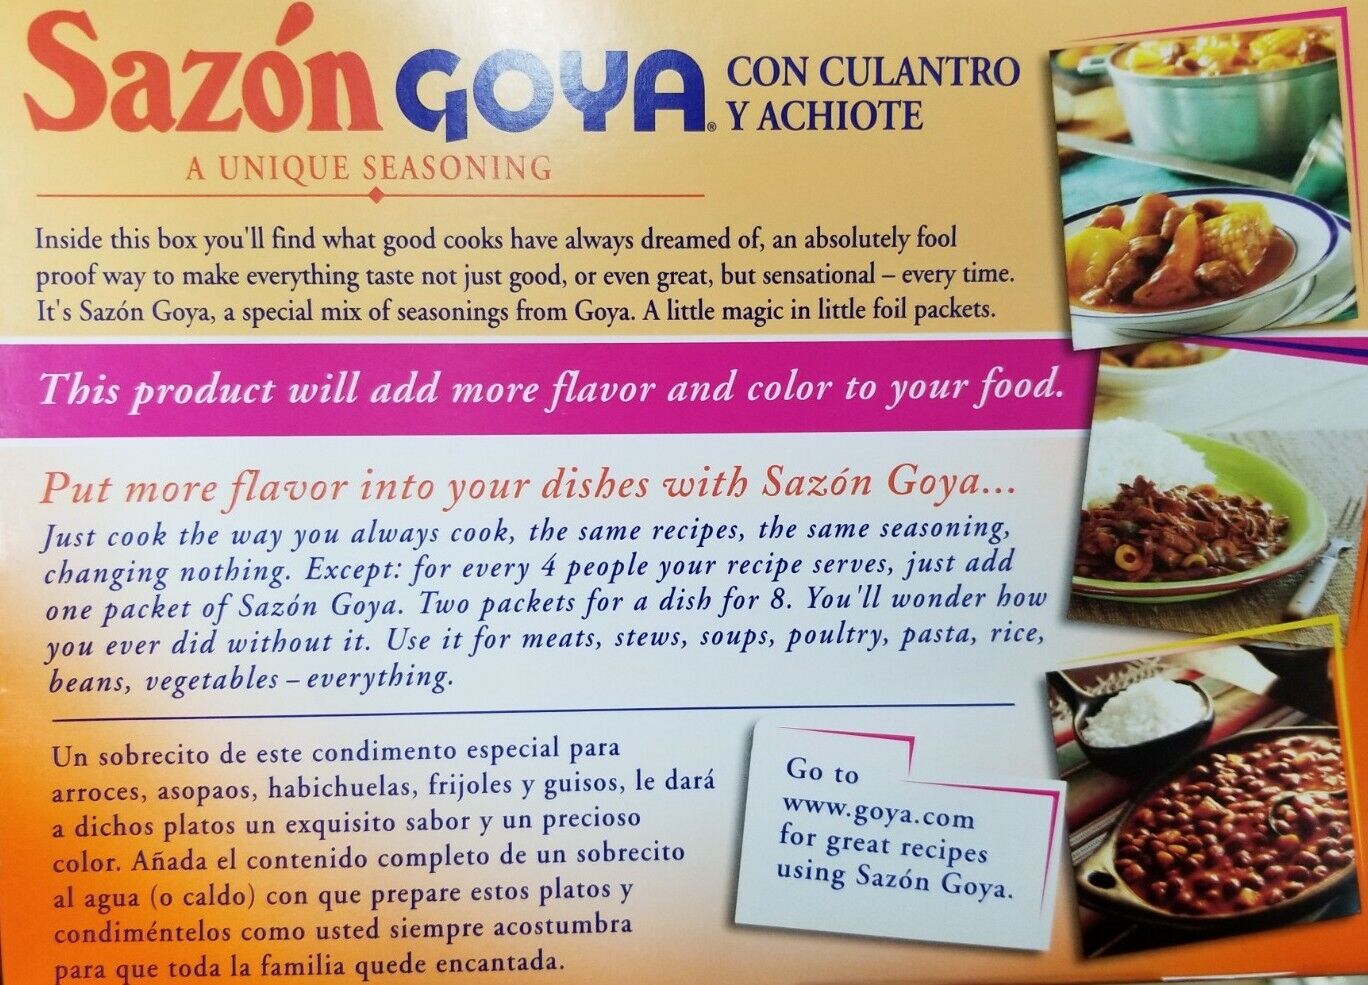 Sazón GOYA® CON CULANTRO
Y ACHIOTE
A UNIQUE SEASONING
Inside this box you'll find what good cooks have always dreamed of, an absolutely fool
proof way to make everything taste not just good, or even great, but sensational – every time.
It's Sazón Goya, a special mix of seasonings from Goya. A little magic in little foil packets.
This product will add more flavor and color to your food.
Put more flavor into your dishes with Sazón Goya...
Just cook the way you always cook, the same recipes, the same seasoning,
changing nothing. Except: for every 4 people your recipe serves, just add
one packet of Sazón Goya. Two packets for a dish for 8. You'll wonder how
you ever did without it. Use it for meats, stews, soups, poultry, pasta, rice,
beans, vegetables – everything.
Un sobrecito de este condimento especial para
arroces, asopaos, habichuelas, frijoles y guisos, le dará
a dichos platos un exquisito sabor y un precioso
color. Añada el contenido completo de un sobrecito
al agua (o caldo) con que prepare estos platos y
condiméntelos como usted siempre acostumbra
para que toda la familia quede encantada.
Go to
www.goya.com
for great recipes
using Sazón Goya.